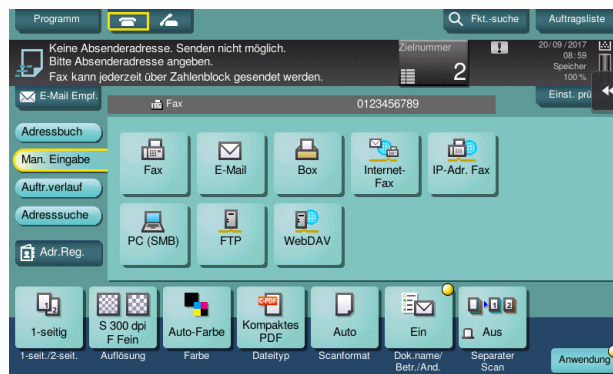 Programm
Fkt.-suche
Auftragsliste
Keine Absenderadresse. Senden nicht möglich.
Bitte Absenderadresse angeben.
Fax kann jederzeit über Zahlenblock gesendet werden.
Zielnummer
2
20/09/2017
08:59
Speicher
100%
E-Mail Empf.
Fax 0123456789
Einst. prü
Adressbuch
Man. Eingabe
Auftr.verlauf
Adresssuche
Adr.Reg.
Fax
E-Mail
Box
Internet-
Fax
IP-Adr. Fax
PC (SMB)
FTP
WebDAV
1-seitig
S 300 dpi
F Fein
Auto-Farbe
Kompaktes
PDF
Auto
Ein
Aus
1-seit./2-seit.
Auflösung
Farbe
Dateityp
Scanformat
Dok.name/
Betr./And.
Separater
Scan
Anwendung